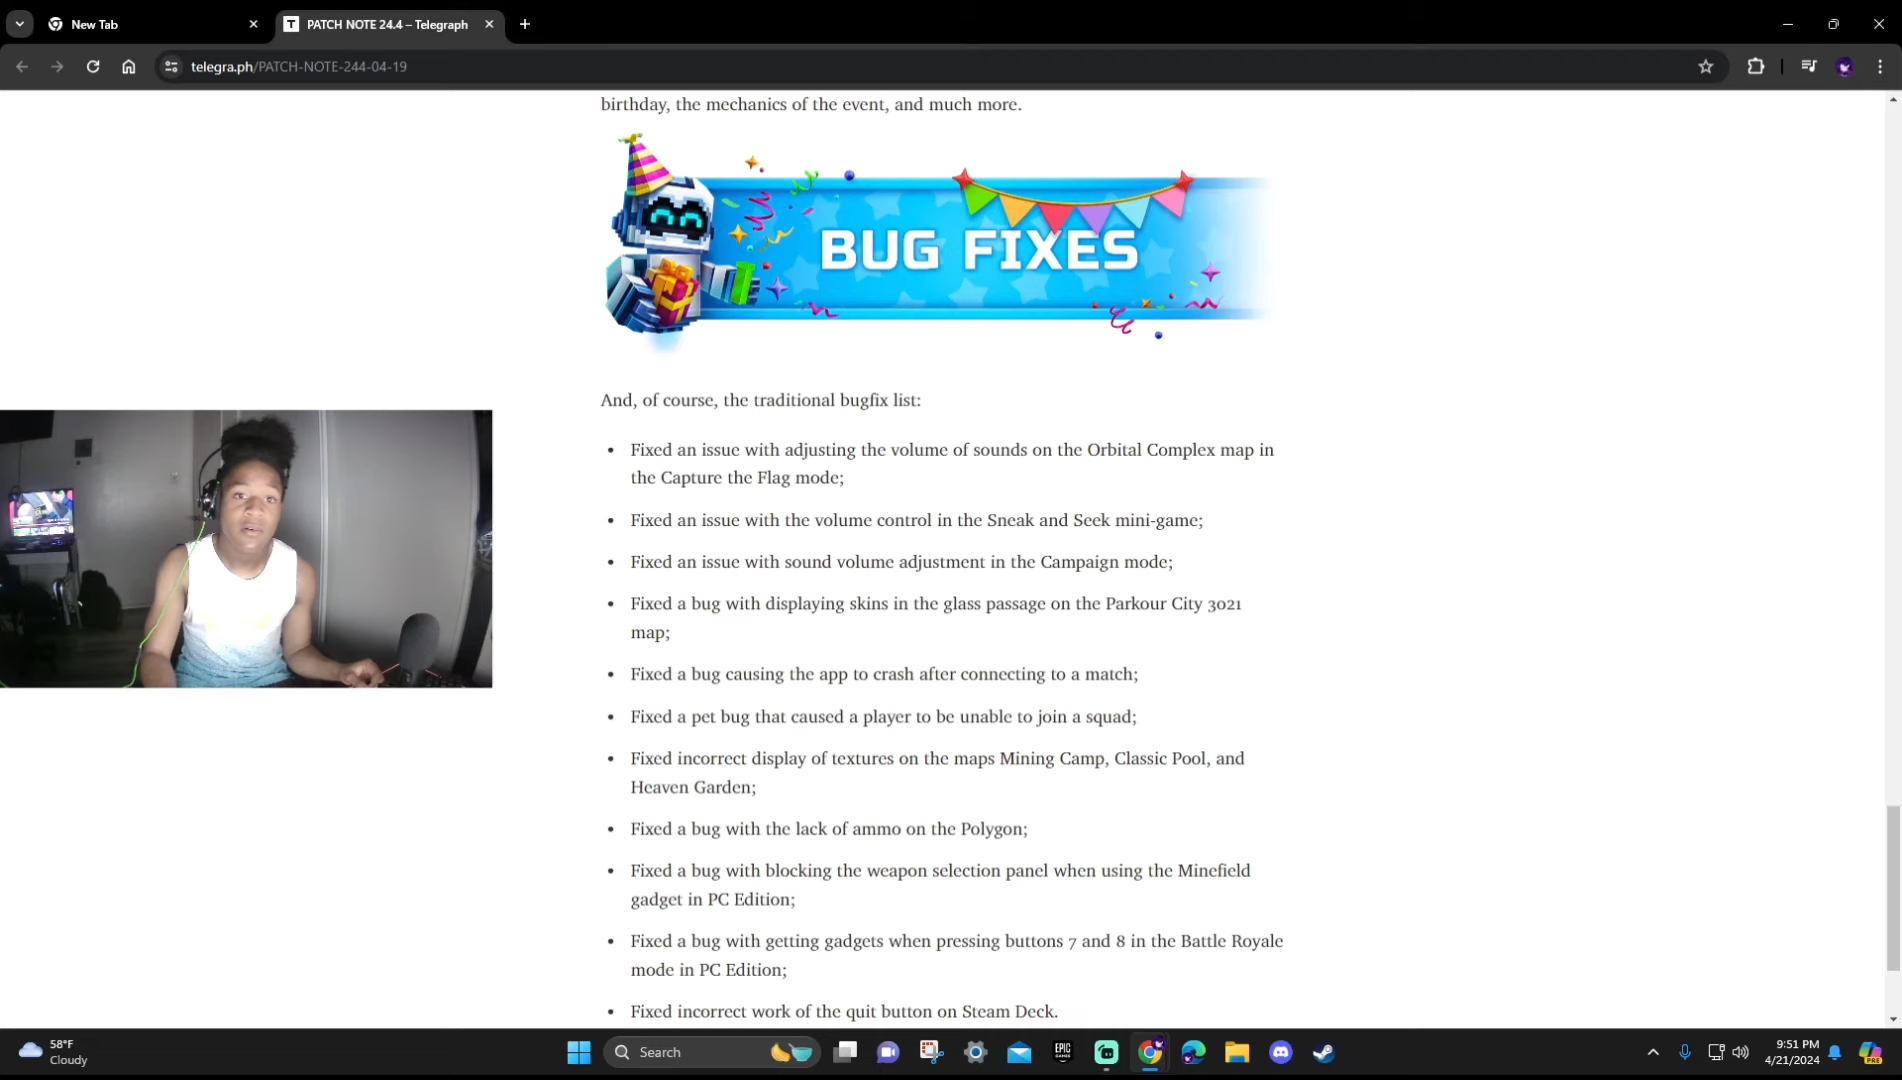 New Tab
PATCH NOTE 24.4 – Telegraph
telegra.ph/PATCH-NOTE-244-04-19
birthday, the mechanics of the event, and much more.
BUG FIXES
And, of course, the traditional bugfix list:
• Fixed an issue with adjusting the volume of sounds on the Orbital Complex map in
the Capture the Flag mode;
• Fixed an issue with the volume control in the Sneak and Seek mini-game;
• Fixed an issue with sound volume adjustment in the Campaign mode;
• Fixed a bug with displaying skins in the glass passage on the Parkour City 3021
map;
• Fixed a bug causing the app to crash after connecting to a match;
• Fixed a pet bug that caused a player to be unable to join a squad;
• Fixed incorrect display of textures on the maps Mining Camp, Classic Pool, and
Heaven Garden;
• Fixed a bug with the lack of ammo on the Polygon;
• Fixed a bug with blocking the weapon selection panel when using the Minefield
gadget in PC Edition;
• Fixed a bug with getting gadgets when pressing buttons 7 and 8 in the Battle Royale
mode in PC Edition;
• Fixed incorrect work of the quit button on Steam Deck.
58°F
Cloudy
Search
EPIC
GAMES
9:51 PM
4/21/2024
PRE